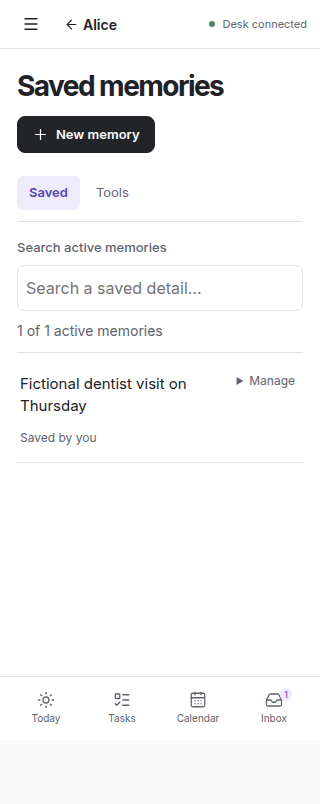 Alice
Desk connected
Saved memories
New memory
Saved
Tools
Search active memories
Search a saved detail...
1 of 1 active memories
Fictional dentist visit on
Thursday
Manage
Saved by you
Today
Tasks
Calendar
Inbox
1